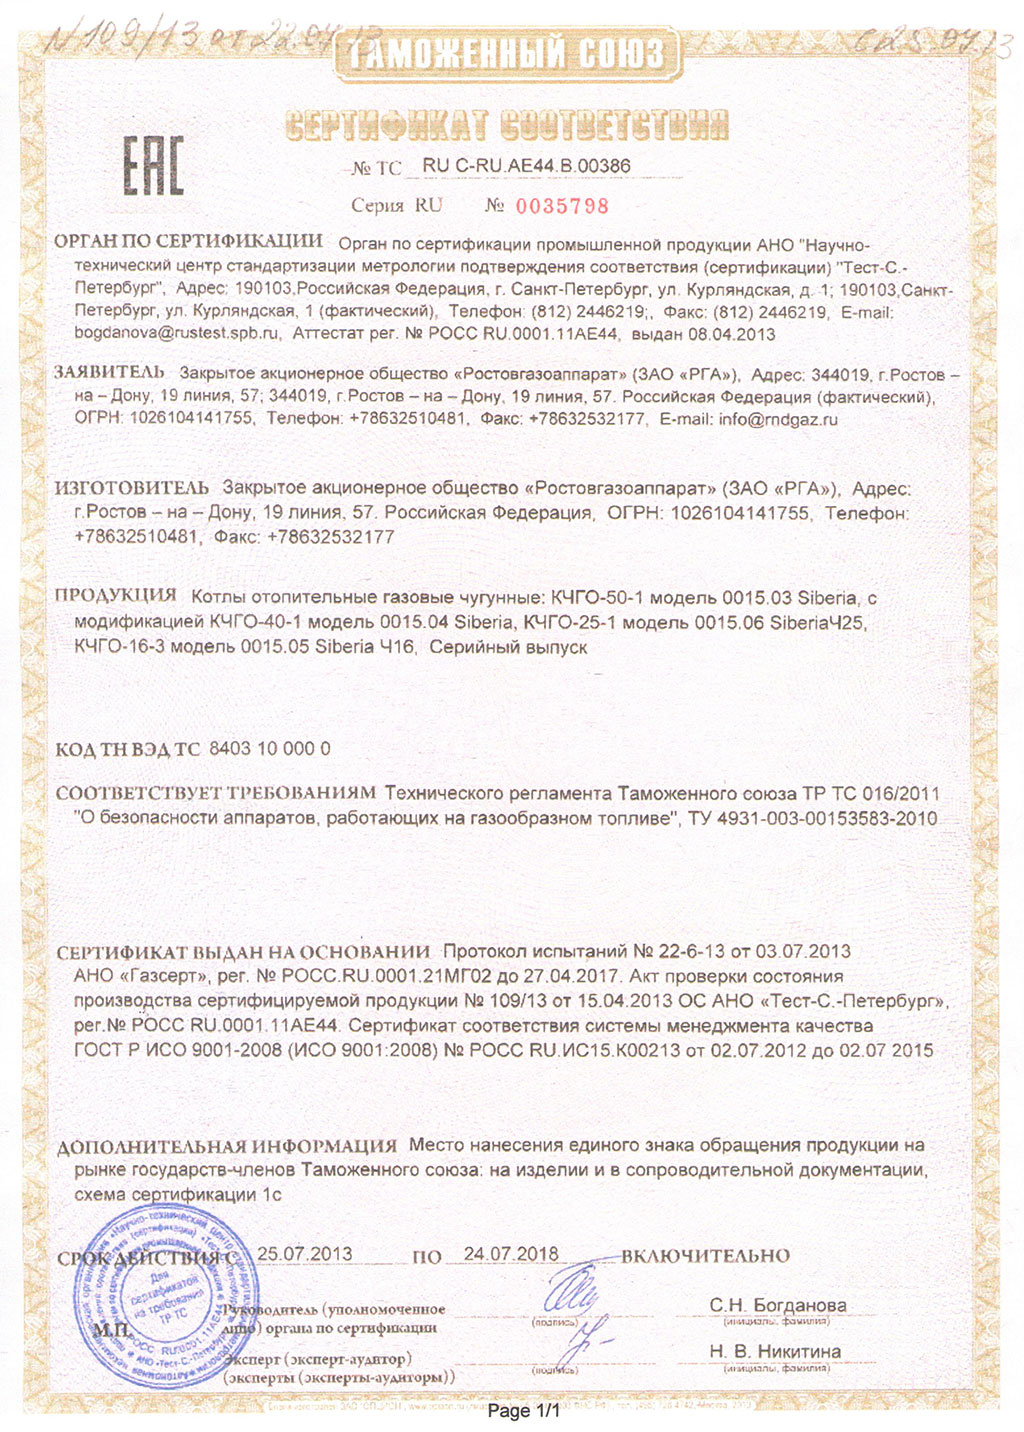 N109/13 от 22.07.13
С 25.07.13
ТАМОЖЕННЫЙ СОЮЗ
СЕРТИФИКАТ СООТВЕТСТВИЯ
EAC
№ ТС RU C-RU.АЕ44.В.00386
Серия RU № 0035798
ОРГАН ПО СЕРТИФИКАЦИИ Орган по сертификации промышленной продукции АНО "Научно-
технический центр стандартизации метрологии подтверждения соответствия (сертификации) "Тест-С.-
Петербург", Адрес: 190103,Российская Федерация, г. Санкт-Петербург, ул. Курляндская, д. 1; 190103,Санкт-
Петербург, ул. Курляндская, 1 (фактический), Телефон: (812) 2446219;, Факс: (812) 2446219, E-mail:
bogdanova@rustest.spb.ru, Аттестат рег. № РОСС RU.0001.11АЕ44, выдан 08.04.2013
ЗАЯВИТЕЛЬ Закрытое акционерное общество «Ростовгазоаппарат» (ЗАО «РГА»), Адрес: 344019, г.Ростов –
на – Дону, 19 линия, 57; 344019, г.Ростов – на – Дону, 19 линия, 57. Российская Федерация (фактический),
ОГРН: 1026104141755, Телефон: +78632510481, Факс: +78632532177, E-mail: info@rndgaz.ru
ИЗГОТОВИТЕЛЬ Закрытое акционерное общество «Ростовгазоаппарат» (ЗАО «РГА»), Адрес:
г.Ростов – на – Дону, 19 линия, 57. Российская Федерация, ОГРН: 1026104141755, Телефон:
+78632510481, Факс: +78632532177
ПРОДУКЦИЯ Котлы отопительные газовые чугунные: КЧГО-50-1 модель 0015.03 Siberia, с
модификацией КЧГО-40-1 модель 0015.04 Siberia, КЧГО-25-1 модель 0015.06 SiberiaЧ25,
КЧГО-16-3 модель 0015.05 Siberia Ч16, Серийный выпуск
КОД ТН ВЭД ТС 8403 10 000 0
СООТВЕТСТВУЕТ ТРЕБОВАНИЯМ Технического регламента Таможенного союза ТР ТС 016/2011
"О безопасности аппаратов, работающих на газообразном топливе", ТУ 4931-003-00153583-2010
СЕРТИФИКАТ ВЫДАН НА ОСНОВАНИИ Протокол испытаний № 22-6-13 от 03.07.2013
АНО «Газсерт», рег. № РОСС.RU.0001.21МГ02 до 27.04.2017. Акт проверки состояния
производства сертифицируемой продукции № 109/13 от 15.04.2013 ОС АНО «Тест-С.-Петербург»,
рег.№ РОСС RU.0001.11АЕ44. Сертификат соответствия системы менеджмента качества
ГОСТ Р ИСО 9001-2008 (ИСО 9001:2008) № РОСС RU.ИС15.К00213 от 02.07.2012 до 02.07 2015
ДОПОЛНИТЕЛЬНАЯ ИНФОРМАЦИЯ Место нанесения единого знака обращения продукции на
рынке государств-членов Таможенного союза: на изделии и в сопроводительной документации,
схема сертификации 1с
СРОК ДЕЙСТВИЯ С 25.07.2013 ПО 24.07.2018 ВКЛЮЧИТЕЛЬНО
Для
сертификатов
на требования
ТР ТС
М.П.
Руководитель (уполномоченное
лицо) органа по сертификации
(подпись)
С.Н. Богданова
(инициалы, фамилия)
Эксперт (эксперт-аудитор)
(эксперты (эксперты-аудиторы))
(подпись)
Н. В. Никитина
(инициалы, фамилия)
Page 1/1